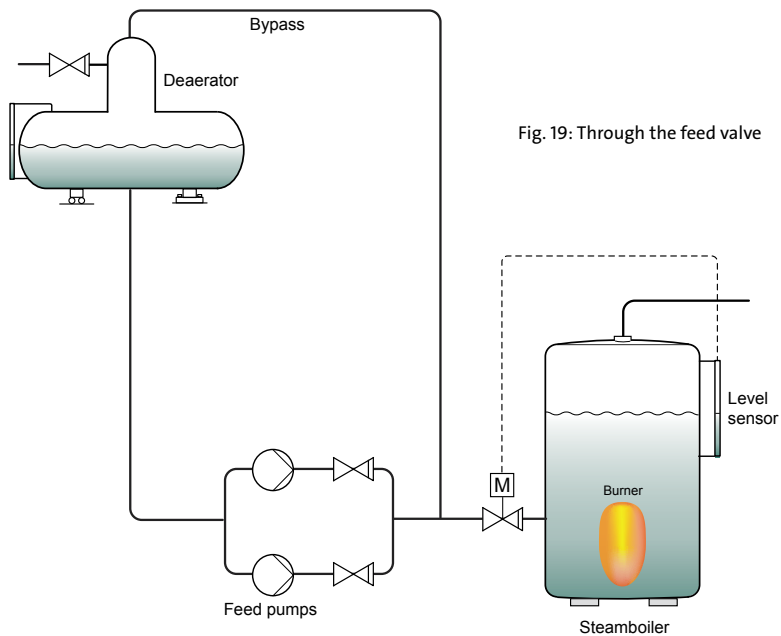 Bypass
Deaerator
Fig. 19: Through the feed valve
Level
sensor
M
Burner
Feed pumps
Steamboiler